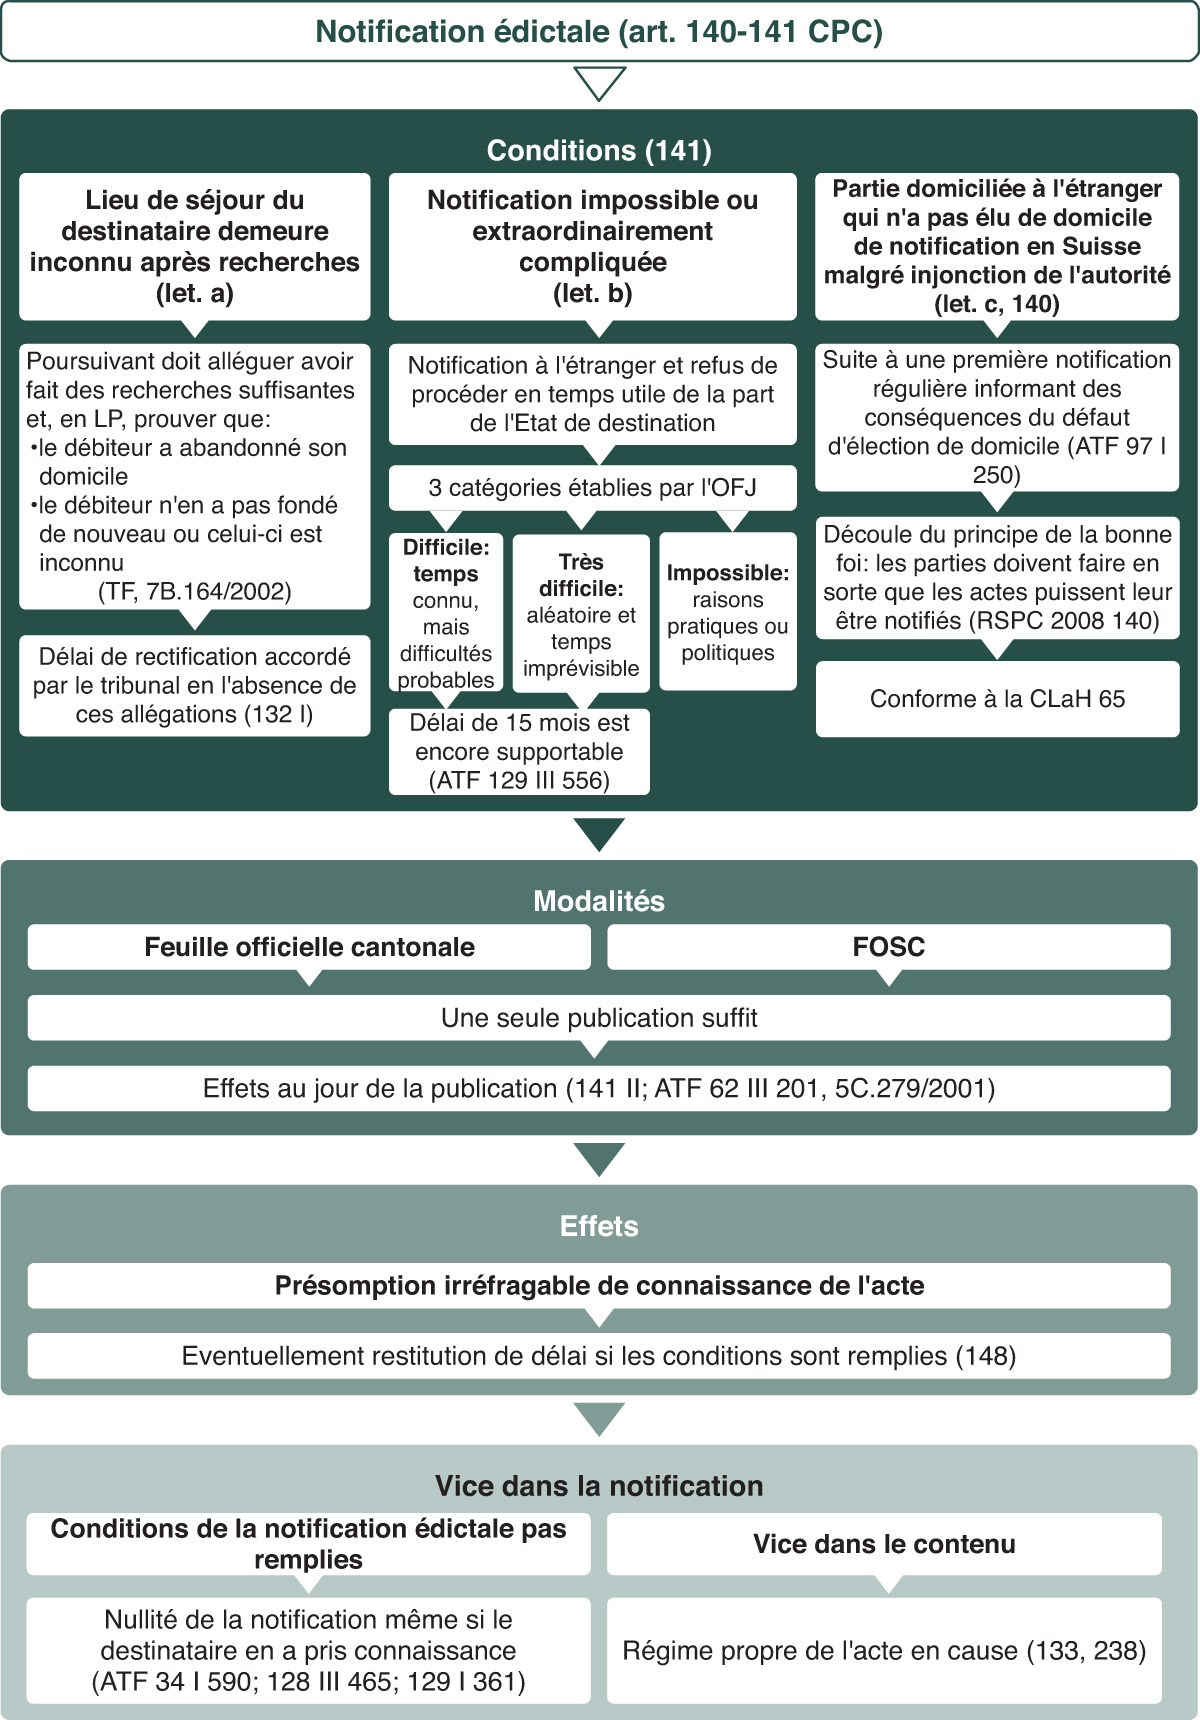 Notification édictale (art. 140-141 CPC)
Conditions (141)
Lieu de séjour du
destinataire demeure
inconnu après recherches
(let. a)
Poursuivant doit alléguer avoir
fait des recherches suffisantes
et, en LP, prouver que:
•le débiteur a abandonné son
domicile
•le débiteur n'en a pas fondé
de nouveau ou celui-ci est
inconnu
(TF, 7B.164/2002)
Délai de rectification accordé
par le tribunal en l'absence de
ces allégations (132 I)
Notification impossible ou
extraordinairement
compliquée
(let. b)
Notification à l'étranger et refus de
procéder en temps utile de la part
de l'Etat de destination
3 catégories établies par l'OFJ
Difficile:
temps
connu,
mais
difficultés
probables
Très
difficile:
aléatoire et
temps
imprévisible
Impossible:
raisons
pratiques ou
politiques
Délai de 15 mois est
encore supportable
(ATF 129 III 556)
Partie domiciliée à l'étranger
qui n'a pas élu de domicile
de notification en Suisse
malgré injonction de l'autorité
(let. c, 140)
Suite à une première notification
régulière informant des
conséquences du défaut
d'élection de domicile (ATF 97 I
250)
Découle du principe de la bonne
foi: les parties doivent faire en
sorte que les actes puissent leur
être notifiés (RSPC 2008 140)
Conforme à la CLaH 65
Modalités
Feuille officielle cantonale
FOSC
Une seule publication suffit
Effets au jour de la publication (141 II; ATF 62 III 201, 5C.279/2001)
Effets
Présomption irréfragable de connaissance de l'acte
Eventuellement restitution de délai si les conditions sont remplies (148)
Vice dans la notification
Conditions de la notification édictale pas
remplies
Nullité de la notification même si le
destinataire en a pris connaissance
(ATF 34 I 590; 128 III 465; 129 I 361)
Vice dans le contenu
Régime propre de l'acte en cause (133, 238)